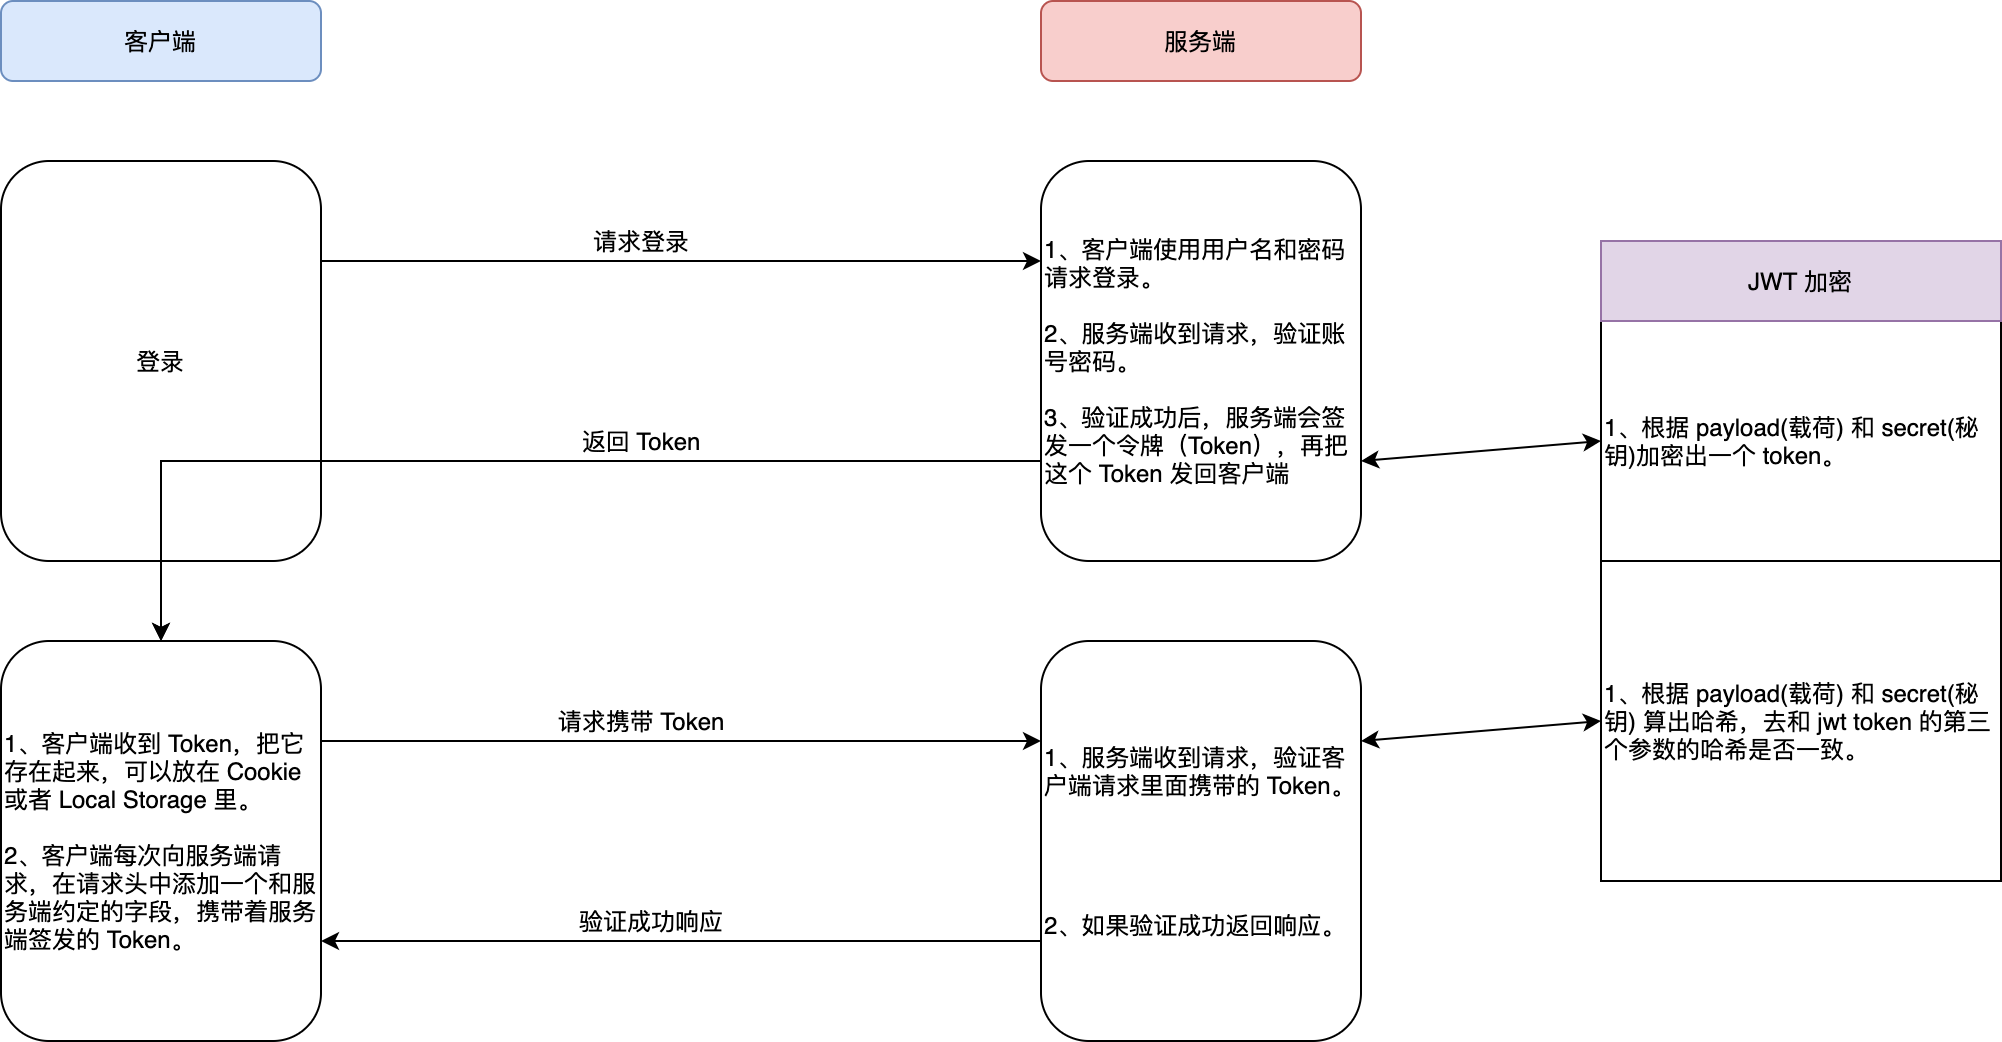 客户端
服务端
登录
请求登录
返回 Token
1、客户端使用用户名和密码
请求登录。
2、服务端收到请求，验证账
号密码。
3、验证成功后，服务端会签
发一个令牌（Token），再把
这个 Token 发回客户端
JWT 加密
1、根据 payload(载荷) 和 secret(秘
钥)加密出一个 token。
1、根据 payload(载荷) 和 secret(秘
钥) 算出哈希，去和 jwt token 的第三
个参数的哈希是否一致。
1、客户端收到 Token，把它
存在起来，可以放在 Cookie
或者 Local Storage 里。
2、客户端每次向服务端请
求，在请求头中添加一个和服
务端约定的字段，携带着服务
端签发的 Token。
请求携带 Token
验证成功响应
1、服务端收到请求，验证客
户端请求里面携带的 Token。
2、如果验证成功返回响应。